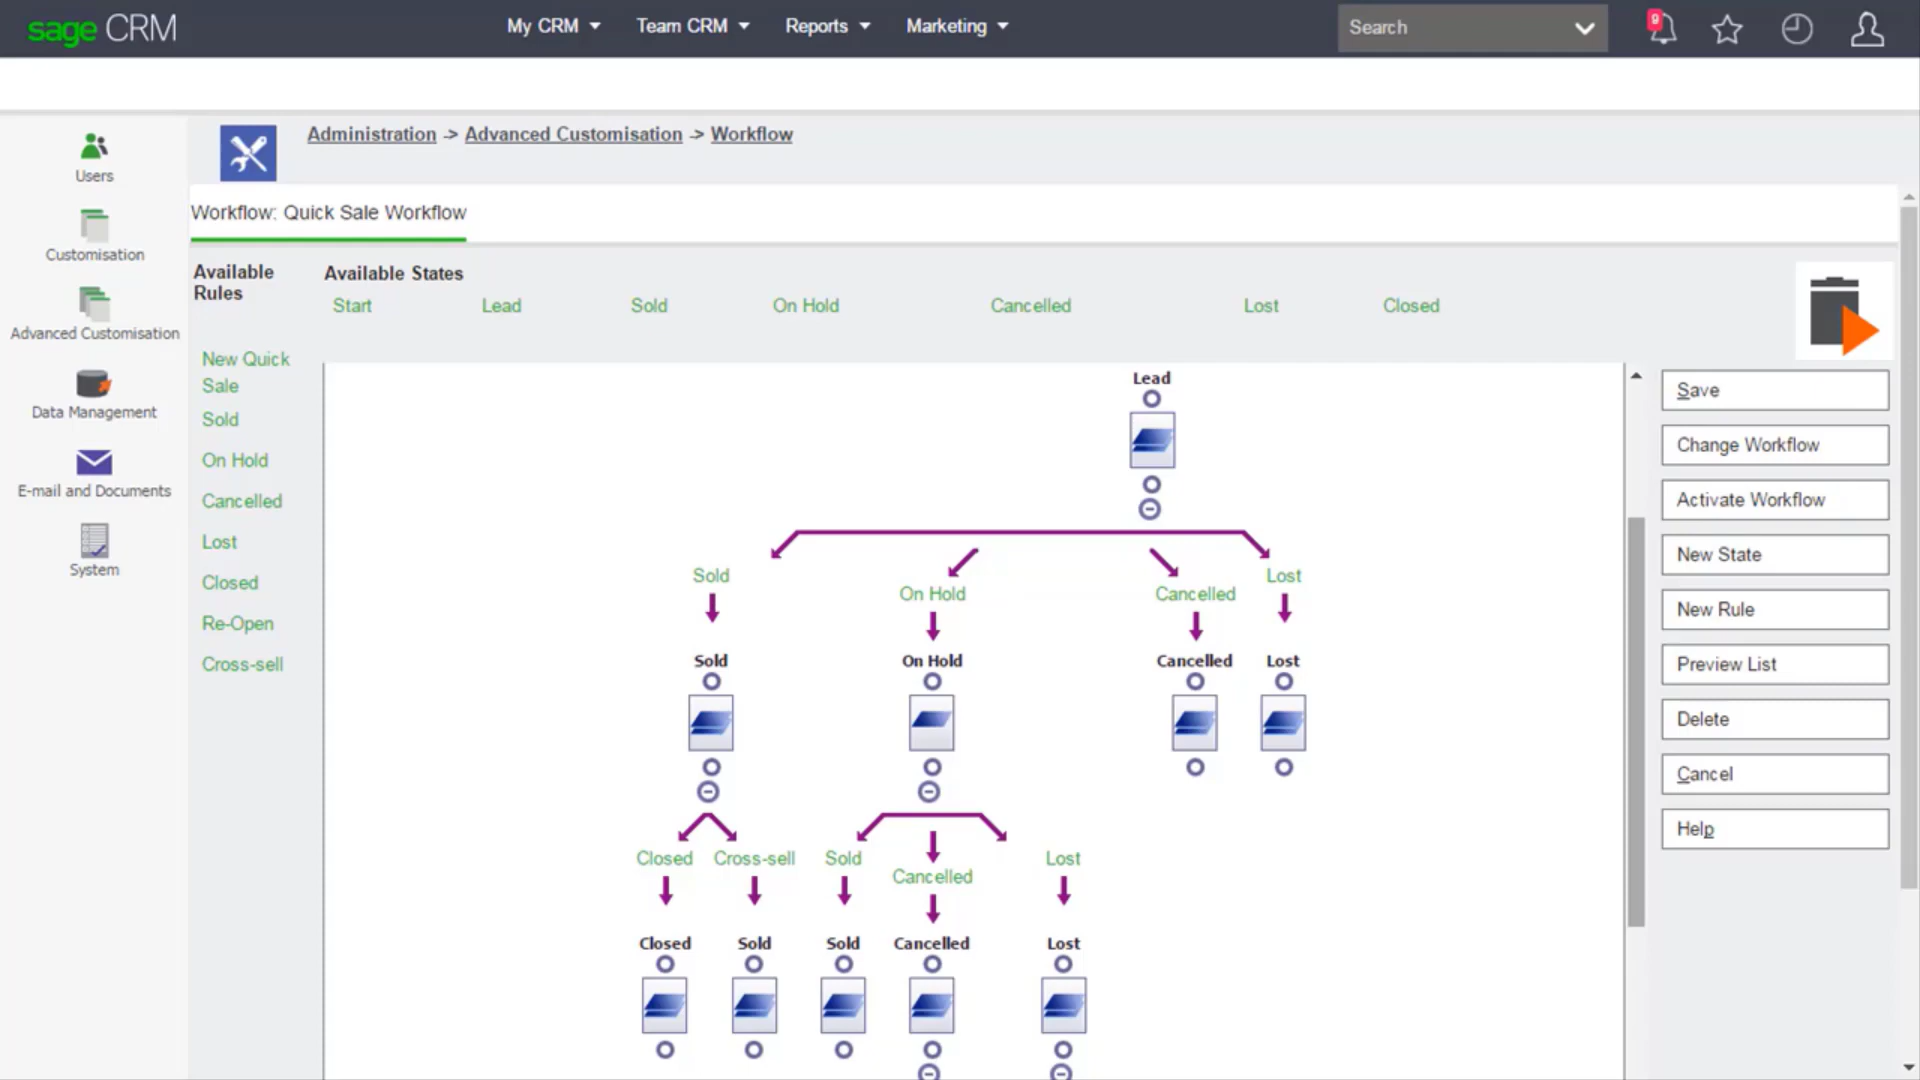 sage CRM
My CRM Team CRM Reports Marketing
Search
9
Administration -> Advanced Customisation -> Workflow
Users
Customisation
Advanced Customisation
Data Management
E-mail and Documents
System
Workflow: Quick Sale Workflow
Available
Rules
New Quick
Sale
Sold
On Hold
Cancelled
Lost
Closed
Re-Open
Cross-sell
Available States
Start Lead Sold On Hold Cancelled Lost Closed
Lead
Sold Lost
On Hold Cancelled
Sold On Hold Cancelled Lost
Closed Cross-sell Sold Lost
Cancelled
Closed Sold Sold Cancelled Lost
Save
Change Workflow
Activate Workflow
New State
New Rule
Preview List
Delete
Cancel
Help